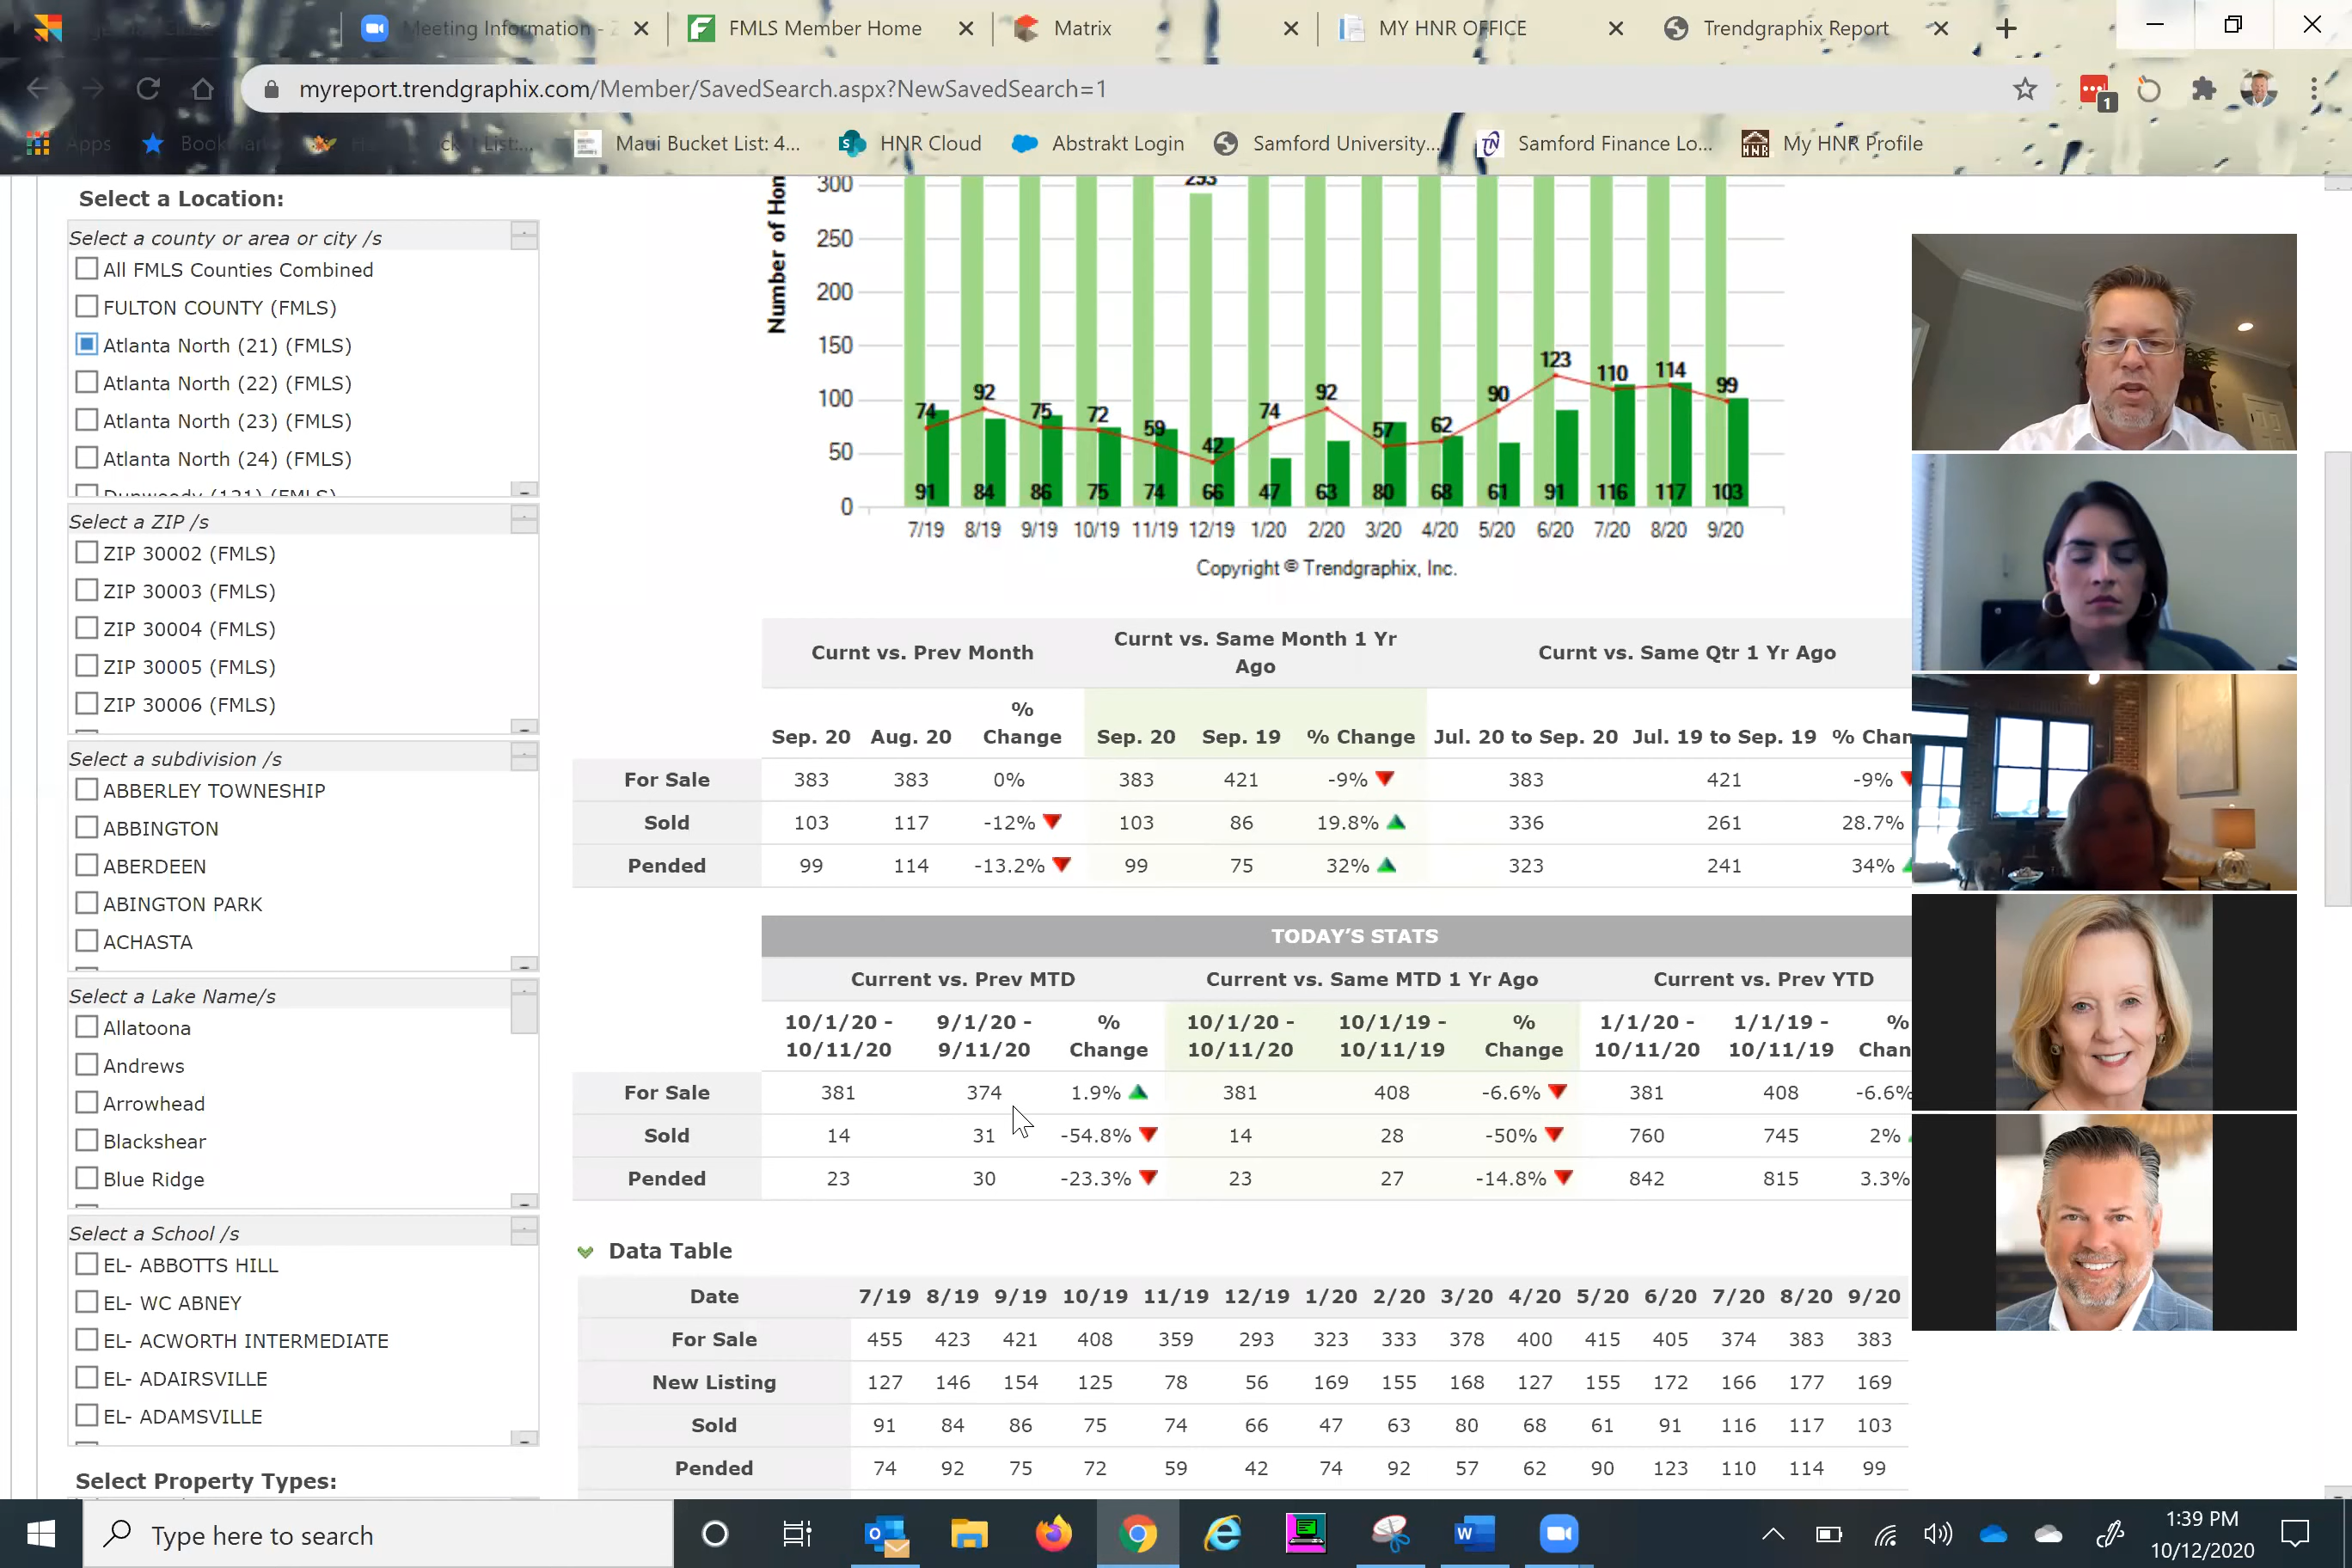 Meeting Information - Z
FMLS Member Home
Matrix
MY HNR OFFICE
Trendgraphix Report
myreport.trendgraphix.com/Member/SavedSearch.aspx?NewSavedSearch=1
1
Apps
Maui Bucket List: 4...
HNR Cloud
Abstrakt Login
Samford University...
Samford Finance Lo...
My HNR Profile
Select a Location:
Select a county or area or city /s
All FMLS Counties Combined
FULTON COUNTY (FMLS)
Atlanta North (21) (FMLS)
Atlanta North (22) (FMLS)
Atlanta North (23) (FMLS)
Atlanta North (24) (FMLS)
Dunwoody (121) (FMLS)
Select a ZIP /s
ZIP 30002 (FMLS)
ZIP 30003 (FMLS)
ZIP 30004 (FMLS)
ZIP 30005 (FMLS)
ZIP 30006 (FMLS)
Select a subdivision /s
ABBERLEY TOWNESHIP
ABBINGTON
ABERDEEN
ABINGTON PARK
ACHASTA
Select a Lake Name/s
Allatoona
Andrews
Arrowhead
Blackshear
Blue Ridge
Select a School /s
EL- ABBOTTS HILL
EL- WC ABNEY
EL- ACWORTH INTERMEDIATE
EL- ADAIRSVILLE
EL- ADAMSVILLE
Select Property Types:
Number of Hon
300
250
200
150
100
50
0
293
74 92 75 72 59 42 74 92 57 62 90 123 110 114 99
91 84 86 75 74 66 47 63 80 68 61 91 116 117 103
7/19 8/19 9/19 10/19 11/19 12/19 1/20 2/20 3/20 4/20 5/20 6/20 7/20 8/20 9/20
Copyright © Trendgraphix, Inc.
Curnt vs. Prev Month Curnt vs. Same Month 1 Yr Ago Curnt vs. Same Qtr 1 Yr Ago
Sep. 20 Aug. 20 % Change Sep. 20 Sep. 19 % Change Jul. 20 to Sep. 20 Jul. 19 to Sep. 19 % Chan
For Sale 383 383 0% 383 421 -9% 383 421 -9%
Sold 103 117 -12% 103 86 19.8% 336 261 28.7%
Pended 99 114 -13.2% 99 75 32% 323 241 34%
TODAY'S STATS
Current vs. Prev MTD Current vs. Same MTD 1 Yr Ago Current vs. Prev YTD
10/1/20 - 10/11/20 9/1/20 - 9/11/20 % Change 10/1/20 - 10/11/20 10/1/19 - 10/11/19 % Change 1/1/20 - 10/11/20 1/1/19 - 10/11/19 % Chan
For Sale 381 374 1.9% 381 408 -6.6% 381 408 -6.6%
Sold 14 31 -54.8% 14 28 -50% 760 745 2%
Pended 23 30 -23.3% 23 27 -14.8% 842 815 3.3%
Data Table
Date 7/19 8/19 9/19 10/19 11/19 12/19 1/20 2/20 3/20 4/20 5/20 6/20 7/20 8/20 9/20
For Sale 455 423 421 408 359 293 323 333 378 400 415 405 374 383 383
New Listing 127 146 154 125 78 56 169 155 168 127 155 172 166 177 169
Sold 91 84 86 75 74 66 47 63 80 68 61 91 116 117 103
Pended 74 92 75 72 59 42 74 92 57 62 90 123 110 114 99
Type here to search
1:39 PM
10/12/2020